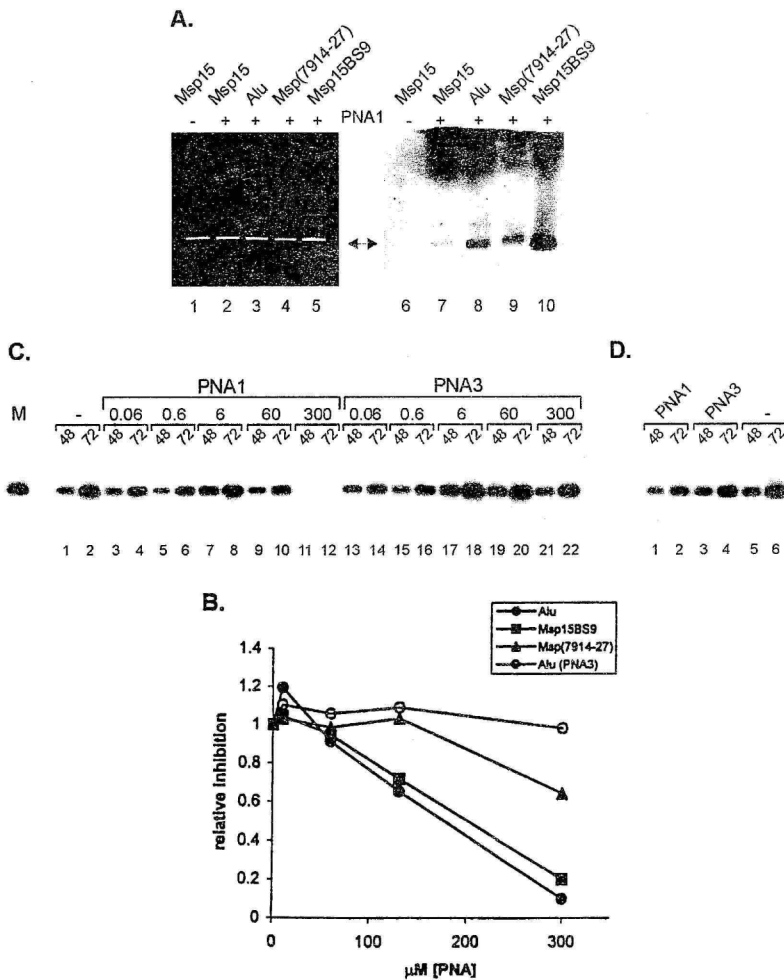 A.
Msp15 Msp15 Alu Msp(7914-27) Msp15BS9 Msp15 Msp15 Alu Msp(7914-27) Msp15BS9
- + + + + PNA1 - + + + +
1 2 3 4 5 6 7 8 9 10
C. D.
PNA1 PNA3
M - 0.06 0.6 6 60 300 0.06 0.6 6 60 300 PNA1 PNA3 -
48 72 48 72 48 72 48 72 48 72 48 72 48 72 48 72 48 72 48 72 48 72 48 72 48 72 48 72
1 2 3 4 5 6 7 8 9 10 11 12 13 14 15 16 17 18 19 20 21 22 1 2 3 4 5 6
B.
Alu
Msp15BS9
Msp(7914-27)
Alu (PNA3)
1.4
1.2
1
0.8
0.6
0.4
0.2
0
relative inhibition
0 100 200 300
µM [PNA]